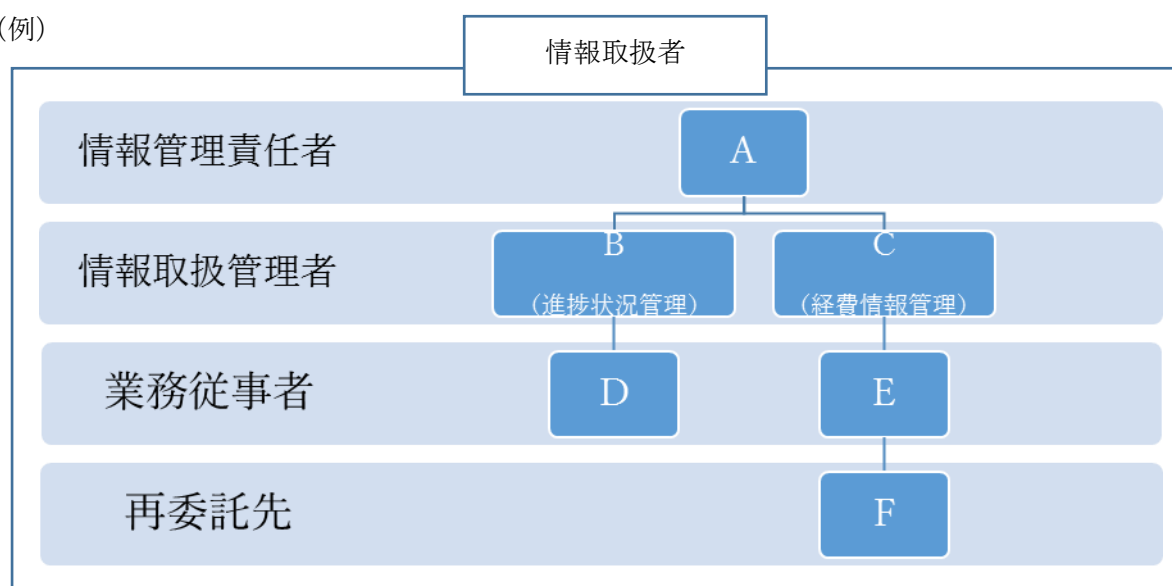 (例)
情報取扱者
情報管理責任者
A
情報取扱管理者
B
(進捗状況管理)
C
(経費情報管理)
業務従事者
D
E
再委託先
F